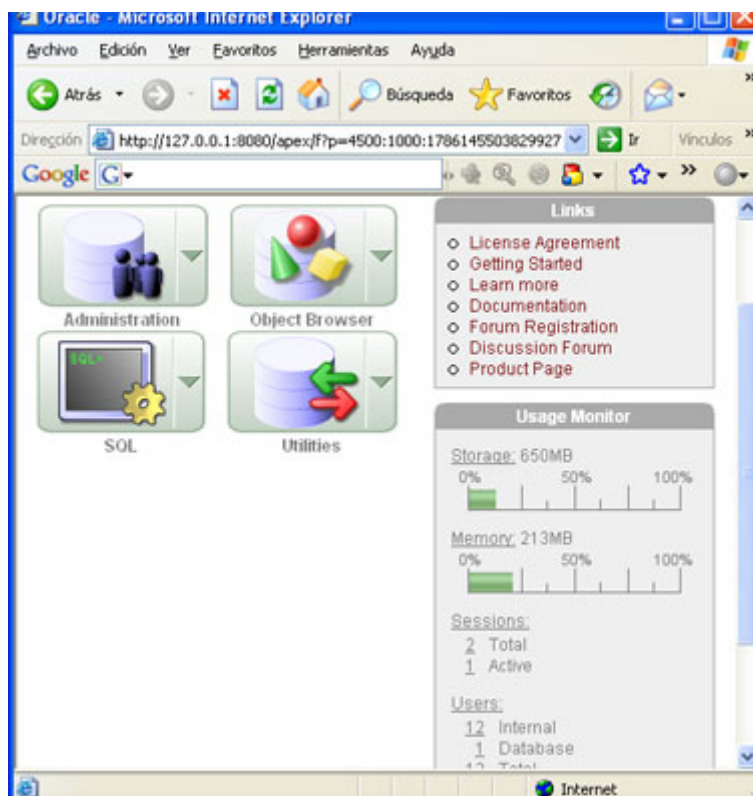 Oracle - Microsoft Internet Explorer
Archivo Edición Ver Favoritos Herramientas Ayuda
Atrás Búsqueda Favoritos
Dirección http://127.0.0.1:8080/apex/f?p=4500:1000:1786145503829927 Ir Vínculos
Google G
Administration
Object Browser
SQL>
SQL
Utilities
Links
License Agreement
Getting Started
Learn more
Documentation
Forum Registration
Discussion Forum
Product Page
Usage Monitor
Storage: 650MB
0% 50% 100%
Memory: 213MB
0% 50% 100%
Sessions:
2 Total
1 Active
Users:
12 Internal
1 Database
Total
Internet